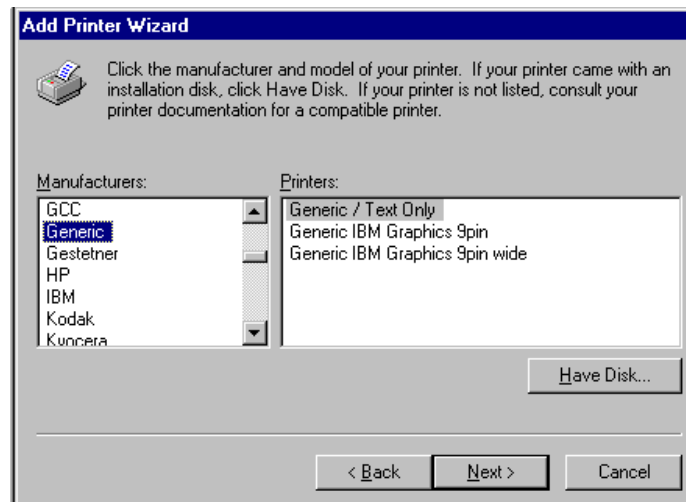 Add Printer Wizard
Click the manufacturer and model of your printer. If your printer came with an
installation disk, click Have Disk. If your printer is not listed, consult your
printer documentation for a compatible printer.
Manufacturers:
Printers:
GCC
Generic
Gestetner
HP
IBM
Kodak
Kyocera
Generic / Text Only
Generic IBM Graphics 9pin
Generic IBM Graphics 9pin wide
Have Disk...
< Back
Next >
Cancel